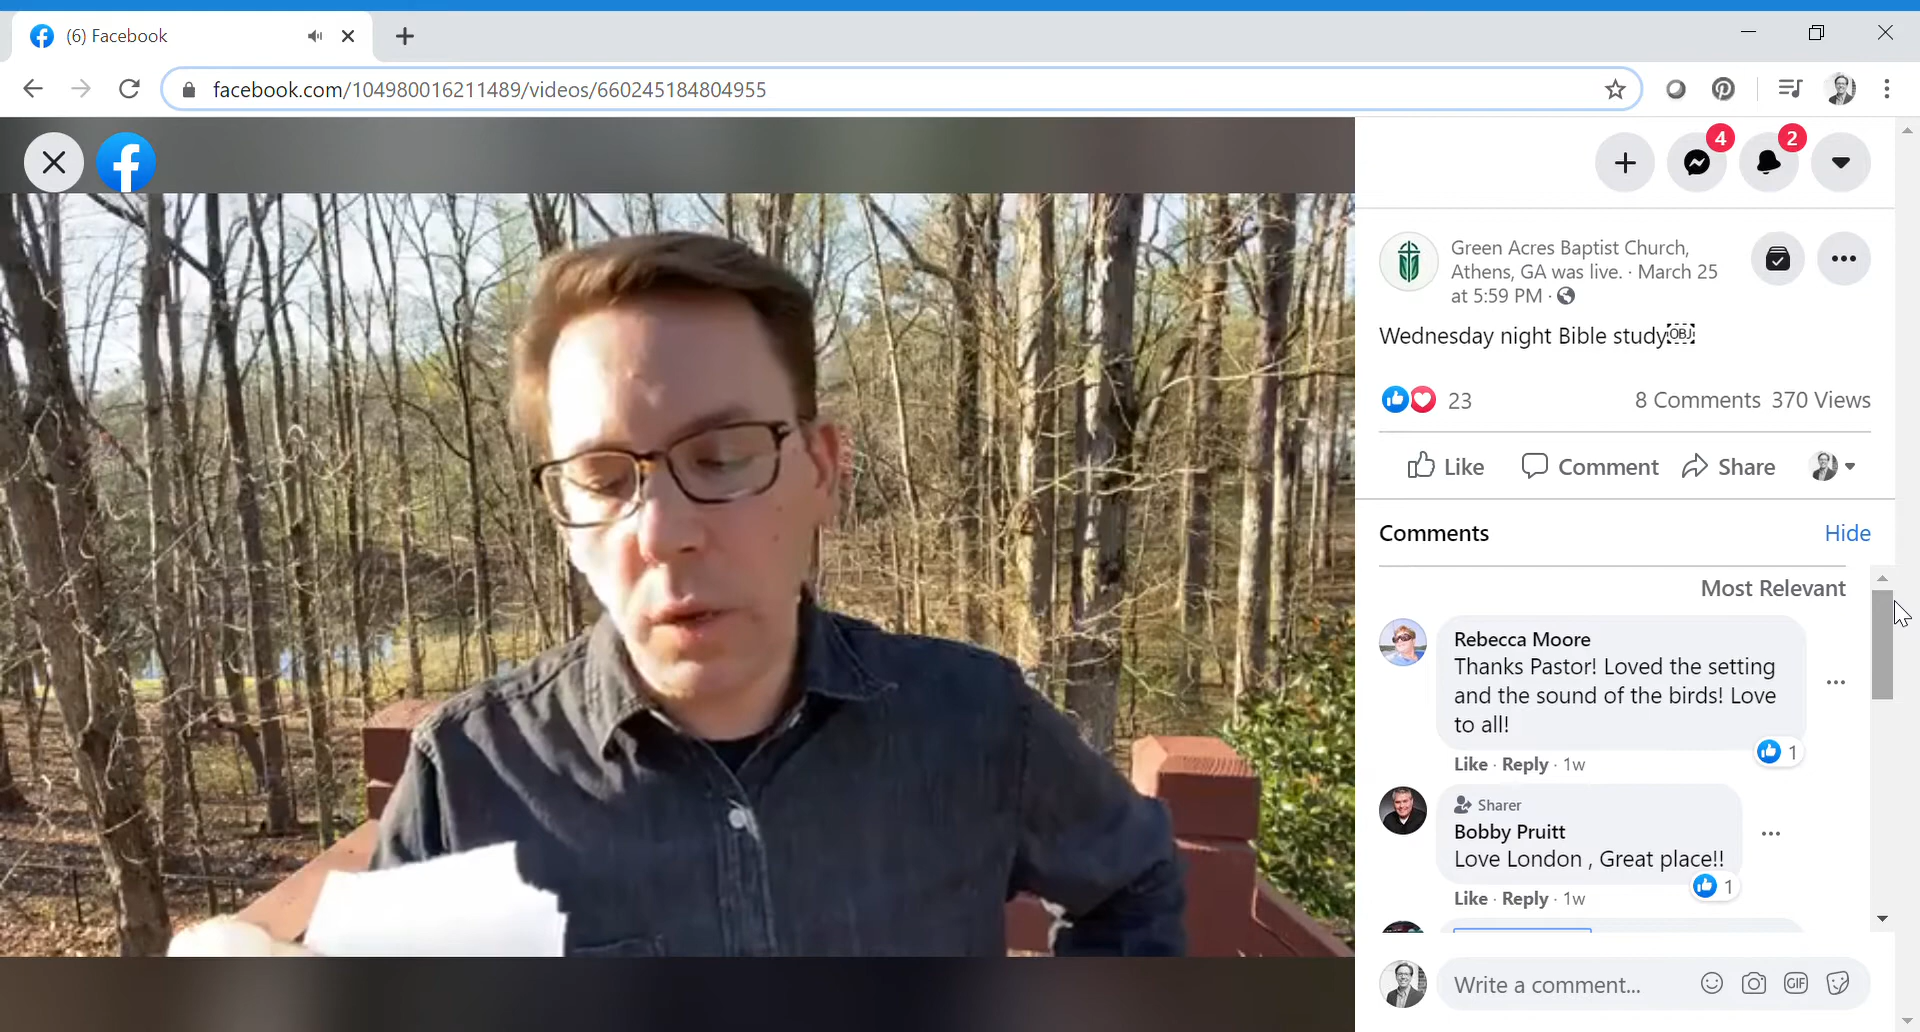 (6) Facebook
facebook.com/104980016211489/videos/660245184804955
4
2
Green Acres Baptist Church,
Athens, GA was live. · March 25
at 5:59 PM ·
Wednesday night Bible study
OBJ
23
8 Comments 370 Views
Like
Comment
Share
Comments
Hide
Most Relevant
Rebecca Moore
Thanks Pastor! Loved the setting
and the sound of the birds! Love
to all!
1
Like · Reply · 1w
Sharer
Bobby Pruitt
Love London , Great place!!
1
Like · Reply · 1w
Write a comment...
GIF